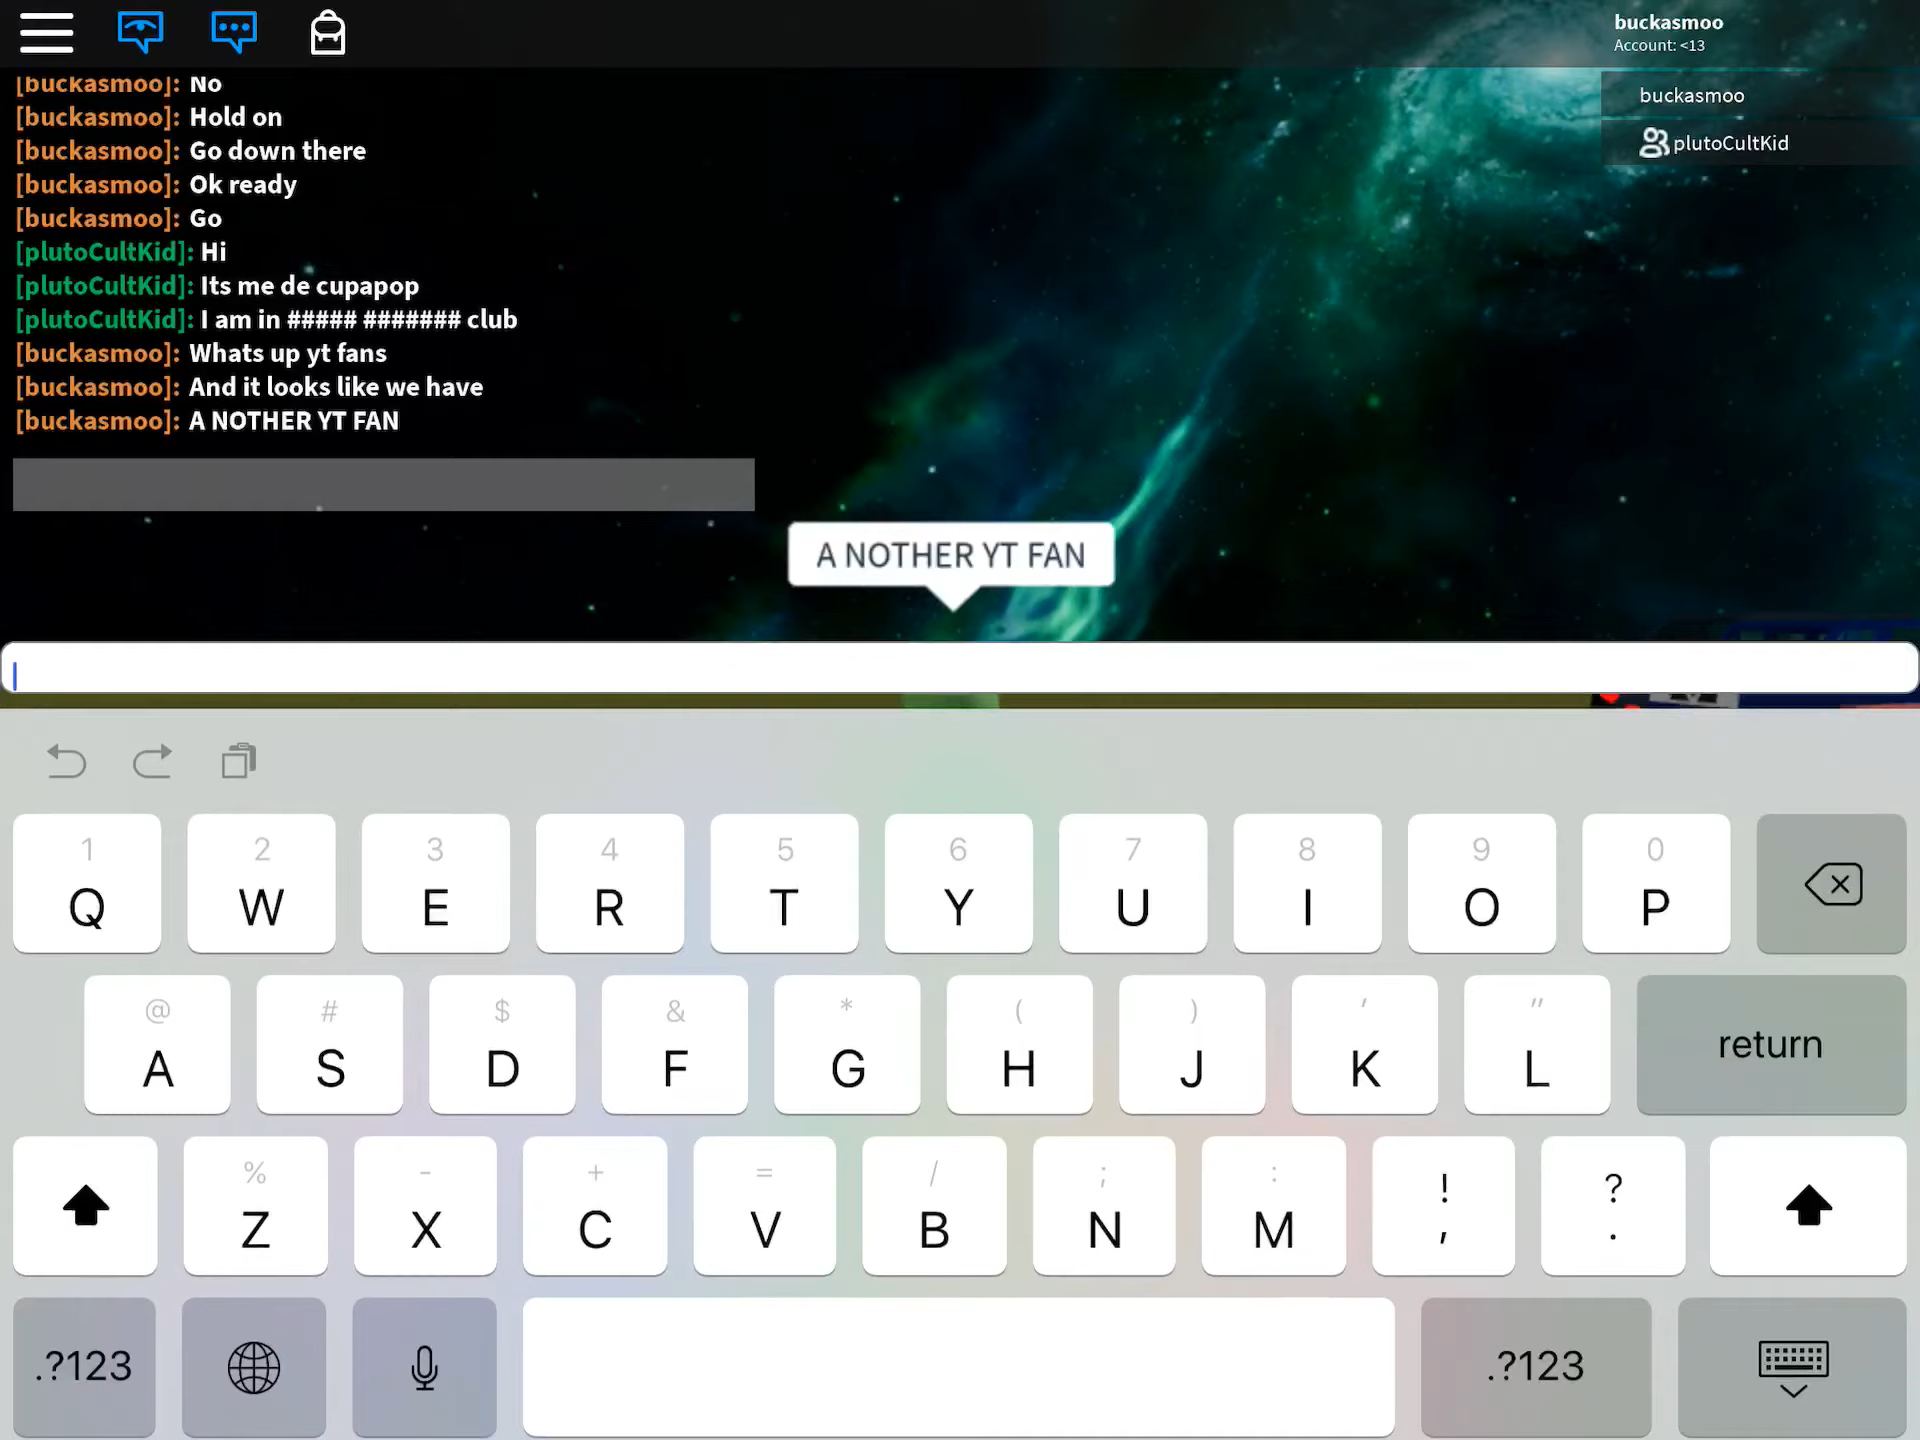 buckasmoo
Account: <13
buckasmoo
plutoCultKid
[buckasmoo]: No
[buckasmoo]: Hold on
[buckasmoo]: Go down there
[buckasmoo]: Ok ready
[buckasmoo]: Go
[plutoCultKid]: Hi
[plutoCultKid]: Its me de cupapop
[plutoCultKid]: I am in ##### ####### club
[buckasmoo]: Whats up yt fans
[buckasmoo]: And it looks like we have
[buckasmoo]: A NOTHER YT FAN
A NOTHER YT FAN
1 2 3 4 5 6 7 8 9 0
Q W E R T Y U I O P
@ # $ & * ( ) ' "
A S D F G H J K L return
% - + = / ; : ! ?
Z X C V B N M , .
.?123 .?123